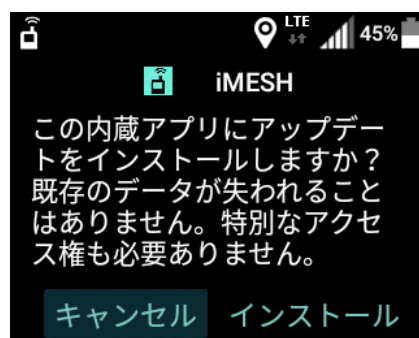 LTE 45%
iMESH
この内蔵アプリにアップデー
トをインストールしますか？
既存のデータが失われること
はありません。特別なアクセ
ス権も必要ありません。
キャンセル インストール